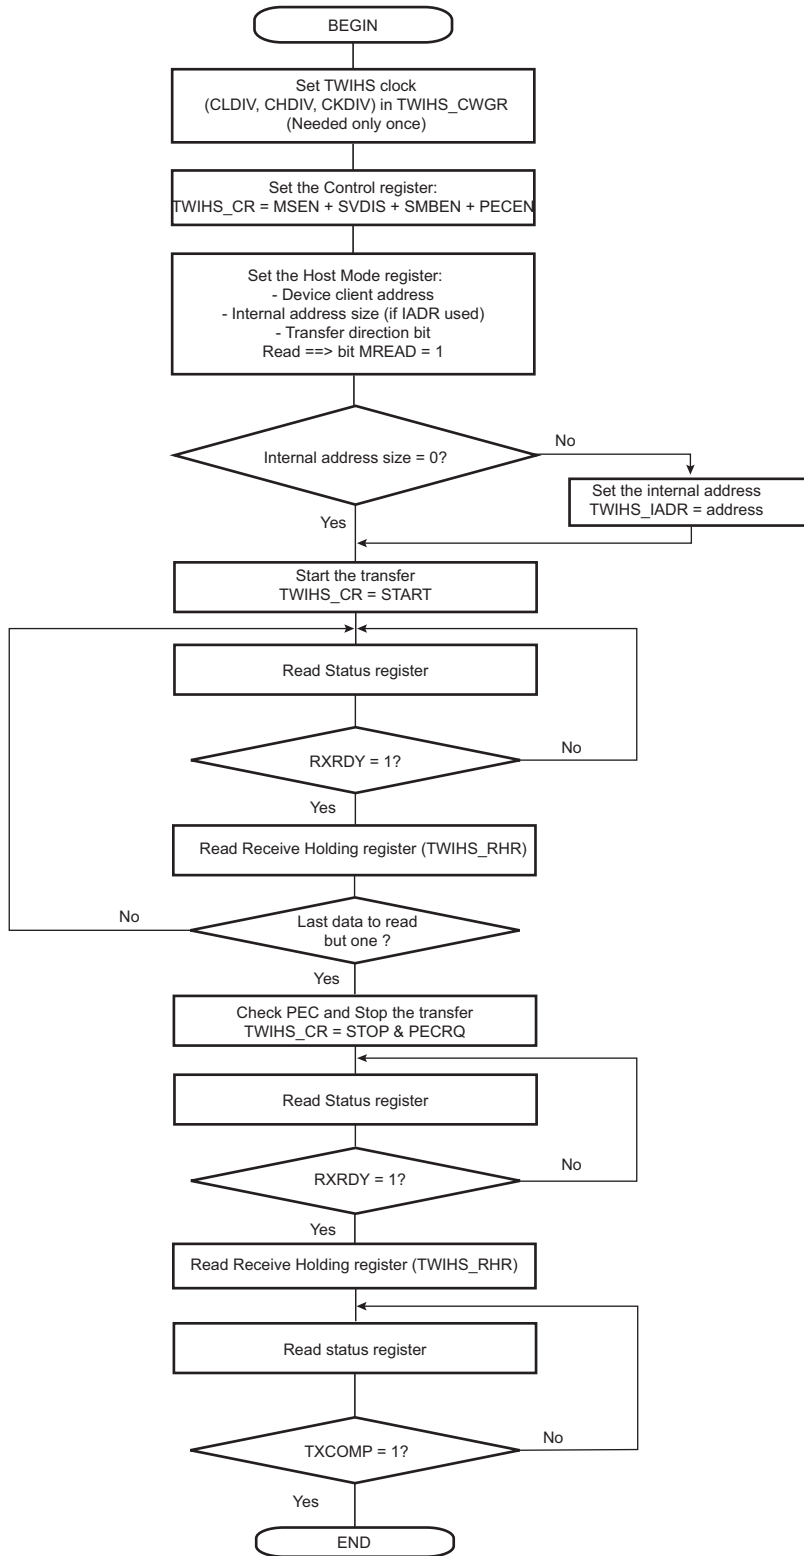 BEGIN
Set TWIHS clock
(CLDIV, CHDIV, CKDIV) in TWIHS_CWGR
(Needed only once)
Set the Control register:
TWIHS_CR = MSEN + SVDIS + SMBEN + PECEN
Set the Host Mode register:
- Device client address
- Internal address size (if IADR used)
- Transfer direction bit
Read ==> bit MREAD = 1
Internal address size = 0?
No
Set the internal address
TWIHS_IADR = address
Yes
Start the transfer
TWIHS_CR = START
Read Status register
RXRDY = 1?
No
Yes
Read Receive Holding register (TWIHS_RHR)
Last data to read
but one ?
No
Yes
Check PEC and Stop the transfer
TWIHS_CR = STOP & PECRQ
Read Status register
RXRDY = 1?
No
Yes
Read Receive Holding register (TWIHS_RHR)
Read status register
TXCOMP = 1?
No
Yes
END